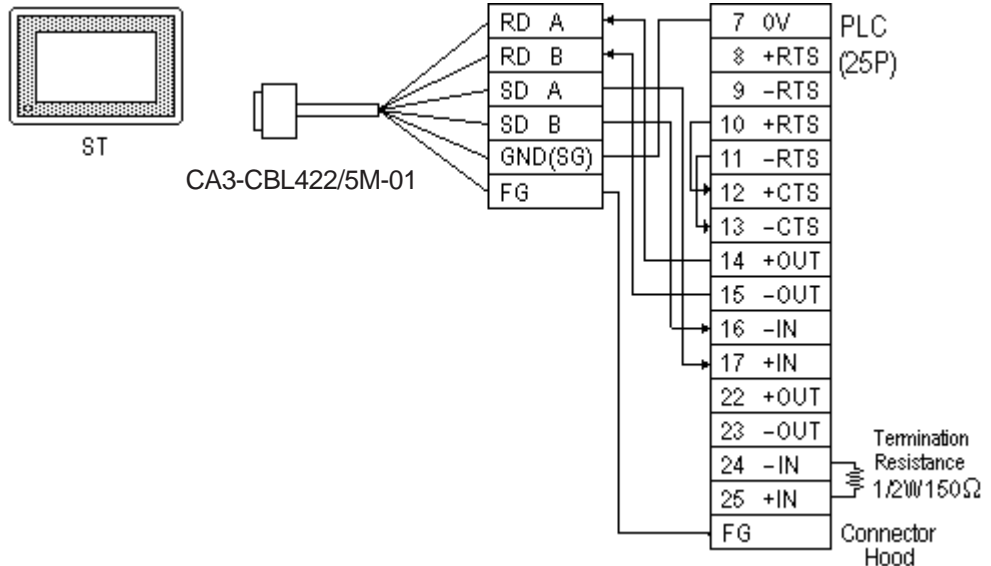 ST
CA3-CBL422/5M-01
RD A
RD B
SD A
SD B
GND(SG)
FG
7 0V
8 +RTS
9 -RTS
10 +RTS
11 -RTS
12 +CTS
13 -CTS
14 +OUT
15 -OUT
16 -IN
17 +IN
22 +OUT
23 -OUT
24 -IN
25 +IN
FG
PLC
(25P)
Termination
Resistance
1/2W150Ω
Connector
Hood